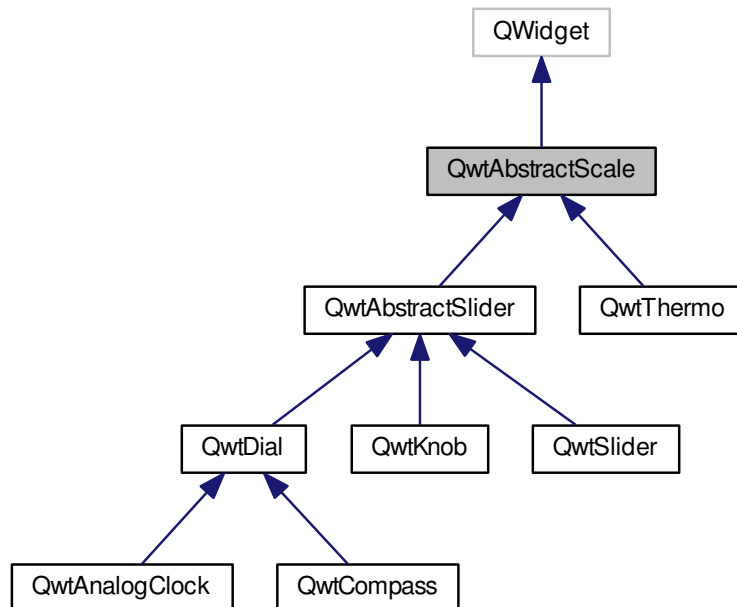 QWidget
QwtAbstractScale
QwtAbstractSlider
QwtThermo
QwtDial
QwtKnob
QwtSlider
QwtAnalogClock
QwtCompass